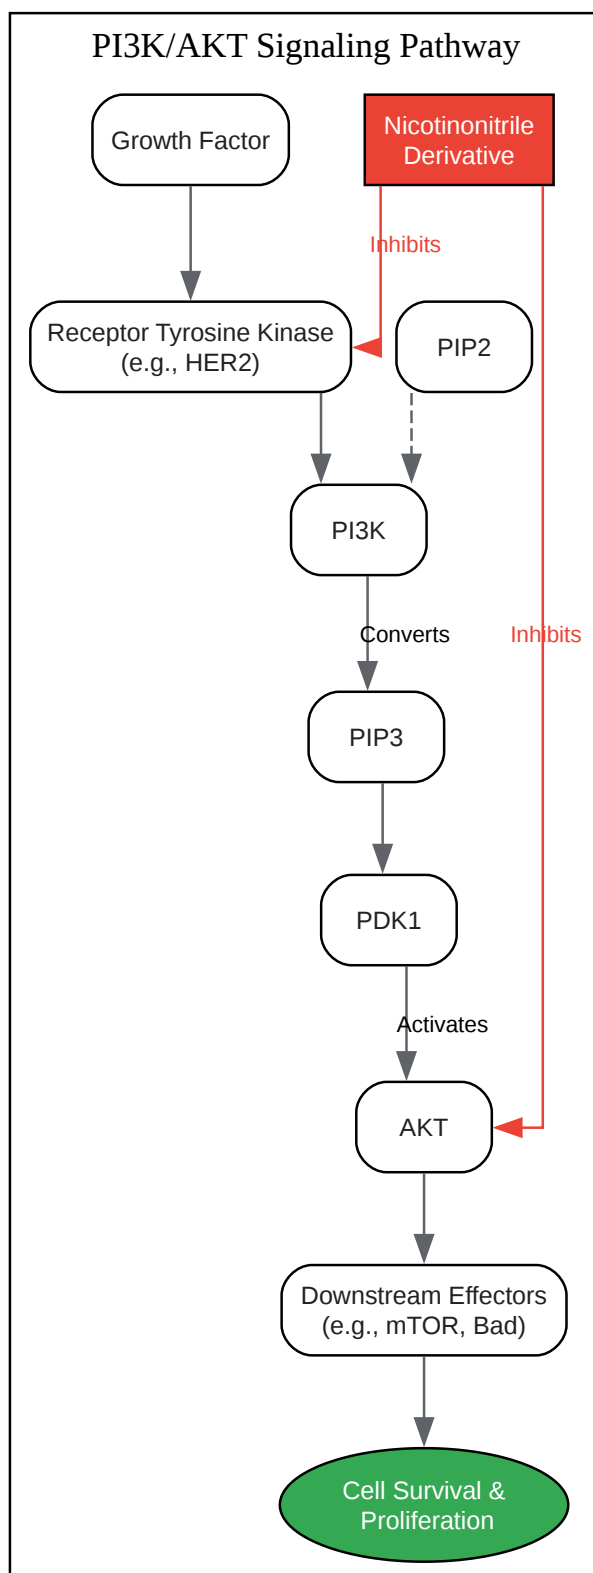 PI3K/AKT Signaling Pathway
Growth Factor
Nicotinonitrile
Derivative
Inhibits
Receptor Tyrosine Kinase
(e.g., HER2)
PIP2
PI3K
Converts
Inhibits
PIP3
PDK1
Activates
AKT
Downstream Effectors
(e.g., mTOR, Bad)
Cell Survival &
Proliferation